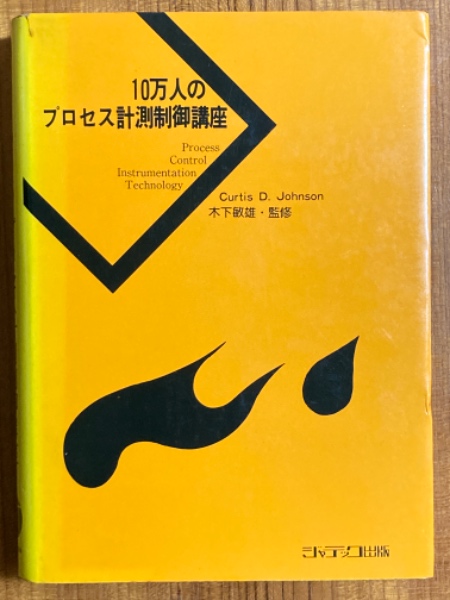 10万人の
プロセス計測制御講座
Process
Control
Instrumentation
Technology
Curtis D. Johnson
木下敏雄・監修
シャテック出版